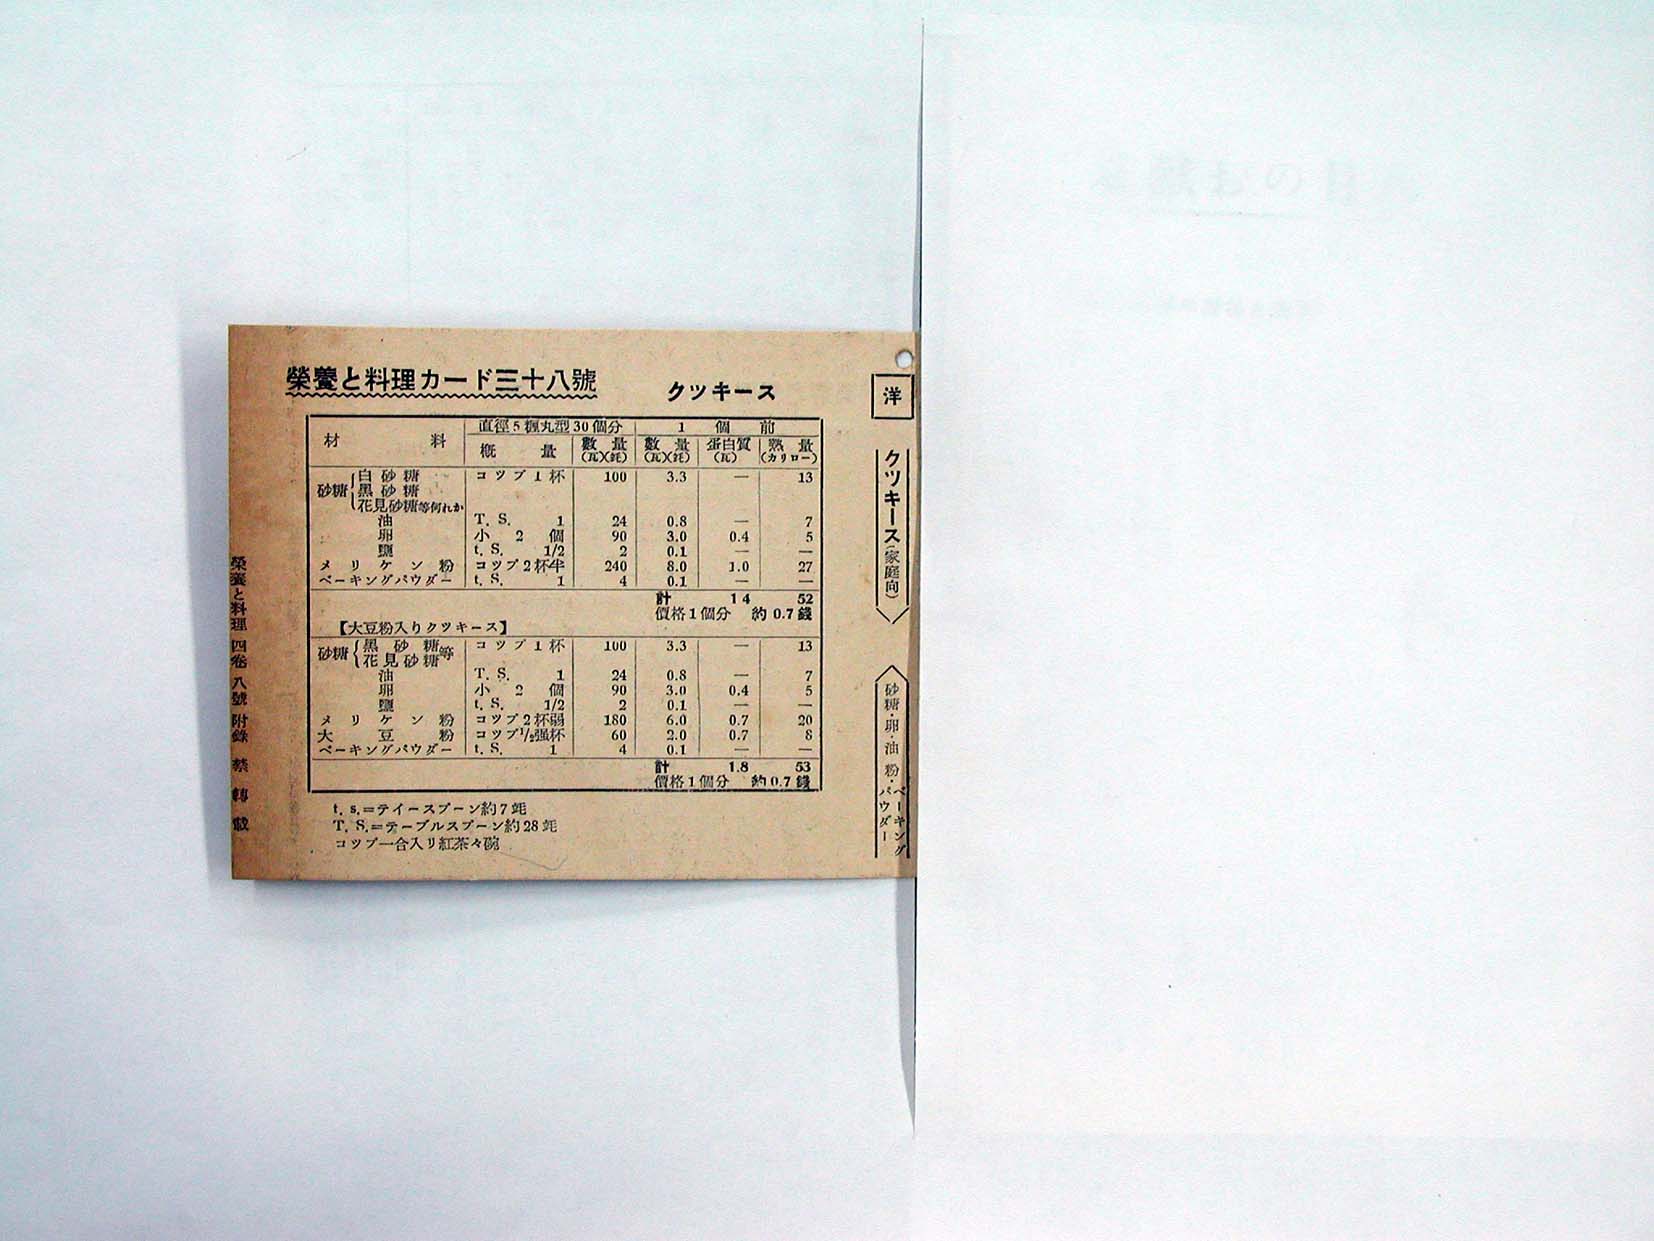 榮養と料理カード三十八號
クツキース
洋
クツキース(家庭向)
砂糖・卵・油 粉・ベーキングパウダー
材料 直徑5糎丸型30個分 1個前
概量 數量(瓦)(竓) 數量(瓦)(竓) 蛋白質(瓦) 熱量(カリロー)
砂糖{白砂糖 コツプ1杯 100 3.3 — 13
黑砂糖
花見砂糖等何れか
油 T. S. 1 24 0.8 — 7
卵 小2個 90 3.0 0.4 5
鹽 t. S. 1/2 2 0.1 — —
メリケン粉 コツプ2杯半 240 8.0 1.0 27
ベーキングパウダー t. S. 1 4 0.1 — —
計 1 4 52
價格1個分 約0.7錢
【大豆粉入りクツキース】
砂糖{黑砂糖 コツプ1杯 100 3.3 — 13
花見砂糖等
油 T. S. 1 24 0.8 — 7
卵 小2個 90 3.0 0.4 5
鹽 t. S. 1/2 2 0.1 — —
メリケン粉 コツプ2杯弱 180 6.0 0.7 20
大豆粉 コツプ1/2强杯 60 2.0 0.7 8
ベーキングパウダー t. S. 1 4 0.1 — —
計 1.8 53
價格1個分 約0.7錢
t. s.=テイースプーン約7竓
T. S.=テーブルスプーン約28竓
コツプ一合入り紅茶々碗
榮養と料理 四卷八號附錄 禁轉載